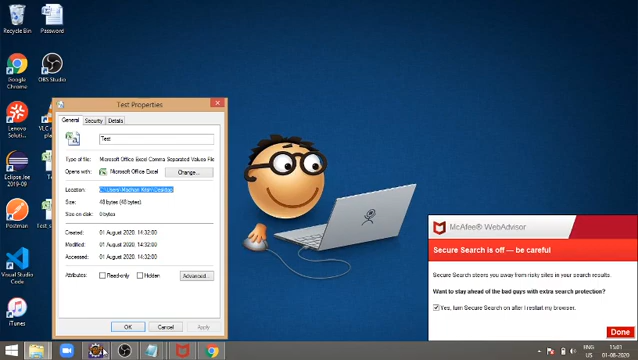 Recycle Bin
Password
Google
Chrome
OBS Studio
Lenovo
Solution...
VLC
Eclipse Jee
2019-09
Postman
Visual Studio
Code
iTunes
Test Properties
General
Security
Details
Test
Type of file:
Microsoft Office Excel Comma Separated Values File
Opens with:
Microsoft Office Excel
Change...
Location:
Size:
48 bytes (48 bytes)
Size on disk:
0 bytes
Created:
01 August 2020, 14:32:00
Modified:
01 August 2020, 14:32:00
Accessed:
01 August 2020, 14:32:00
Attributes:
Read-only
Hidden
Advanced...
OK
Cancel
Apply
McAfee® WebAdvisor
Secure Search is off — be careful
Secure Search steers you away from risky sites in your search results.
Want to stay ahead of the bad guys with extra search protection?
Yes, turn Secure Search on after I restart my browser.
Done
ENG
US
15:01
01-08-2020